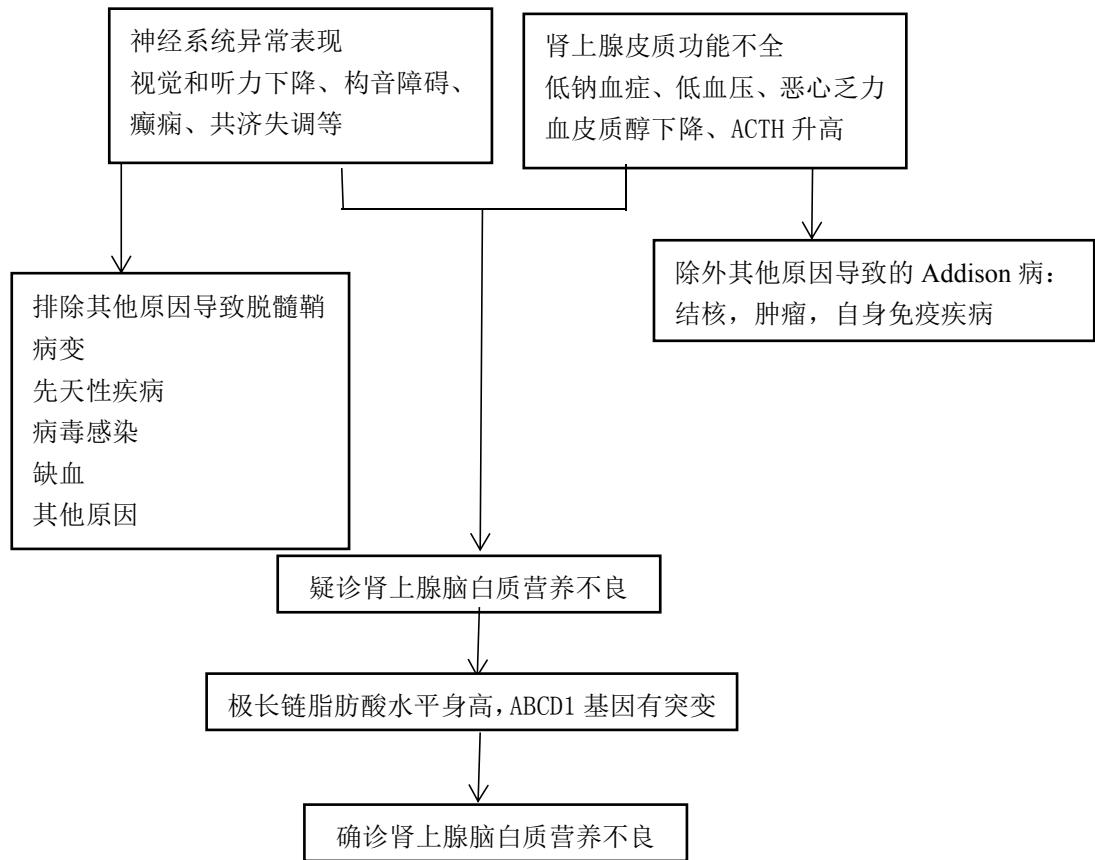 神经系统异常表现
视觉和听力下降、构音障碍、
癫痫、共济失调等
肾上腺皮质功能不全
低钠血症、低血压、恶心乏力
血皮质醇下降、ACTH 升高
除外其他原因导致的 Addison 病：
结核，肿瘤，自身免疫疾病
排除其他原因导致脱髓鞘
病变
先天性疾病
病毒感染
缺血
其他原因
疑诊肾上腺脑白质营养不良
极长链脂肪酸水平身高，ABCD1 基因有突变
确诊肾上腺脑白质营养不良